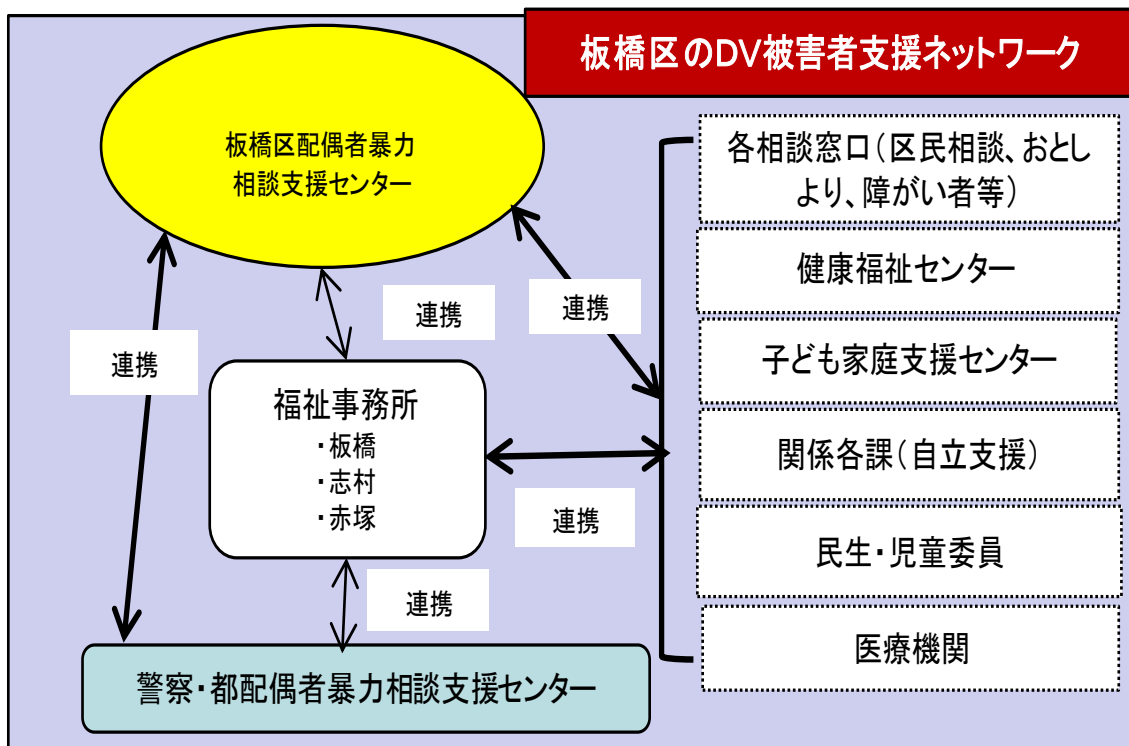 板橋区のDV被害者支援ネットワーク
板橋区配偶者暴力
相談支援センター
連携
連携
連携
福祉事務所
・板橋
・志村
・赤塚
連携
連携
警察・都配偶者暴力相談支援センター
各相談窓口（区民相談、おとし
より、障がい者等）
健康福祉センター
子ども家庭支援センター
関係各課（自立支援）
民生・児童委員
医療機関